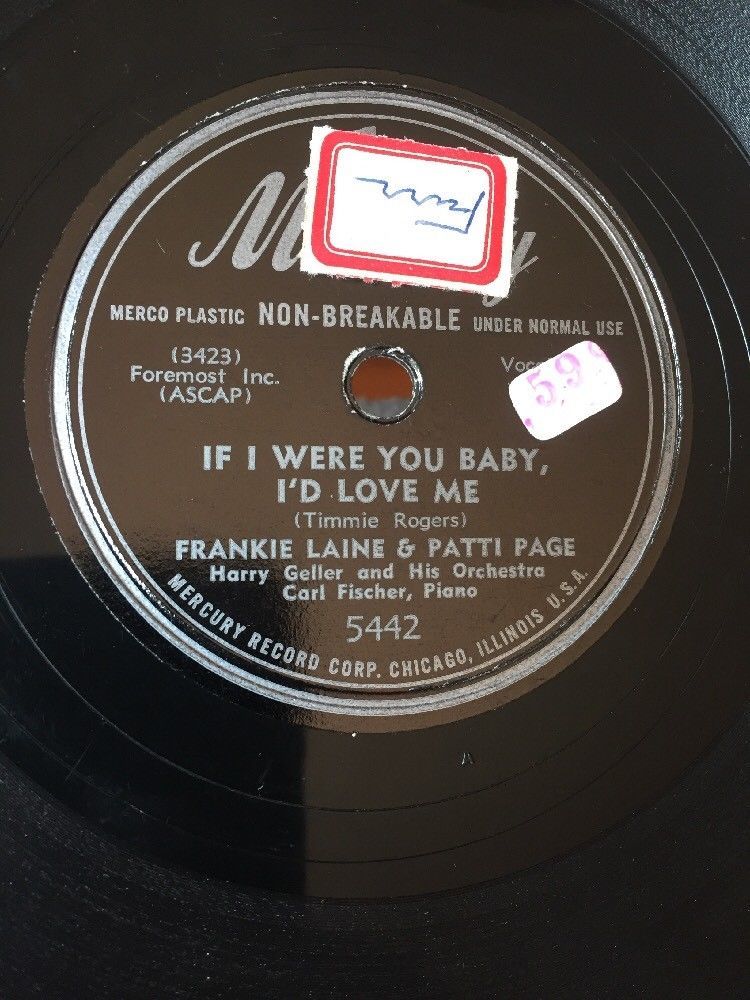 MERCO PLASTIC NON-BREAKABLE UNDER NORMAL USE
(3423)
Foremost Inc.
(ASCAP)
59
IF I WERE YOU BABY,
I'D LOVE ME
(Timmie Rogers)
FRANKIE LAINE & PATTI PAGE
Harry Geller and His Orchestra
Carl Fischer, Piano
5442
MERCURY RECORD CORP. CHICAGO, ILLINOIS U.S.A.
A